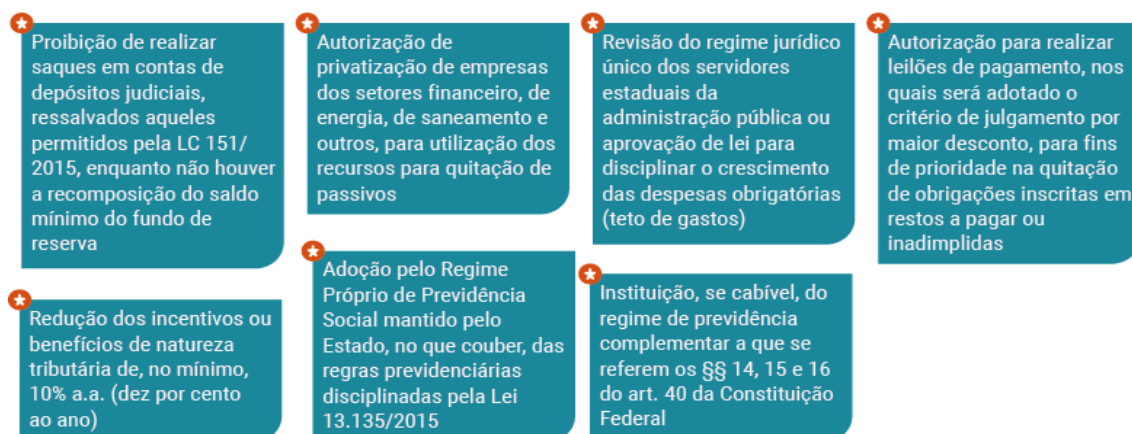 Proibição de realizar
saques em contas de
depósitos judiciais,
ressalvados aqueles
permitidos pela LC 151/
2015, enquanto não houver
a recomposição do saldo
mínimo do fundo de
reserva
Autorização de
privatização de empresas
dos setores financeiro, de
energia, de saneamento e
outros, para utilização dos
recursos para quitação de
passivos
Revisão do regime jurídico
único dos servidores
estaduais da
administração pública ou
aprovação de lei para
disciplinar o crescimento
das despesas obrigatórias
(teto de gastos)
Autorização para realizar
leilões de pagamento, nos
quais será adotado o
critério de julgamento por
maior desconto, para fins
de prioridade na quitação
de obrigações inscritas em
restos a pagar ou
inadimplidas
Redução dos incentivos ou
benefícios de natureza
tributária de, no mínimo,
10% a.a. (dez por cento
ao ano)
Adoção pelo Regime
Próprio de Previdência
Social mantido pelo
Estado, no que couber, das
regras previdenciárias
disciplinadas pela Lei
13.135/2015
Instituição, se cabível, do
regime de previdência
complementar a que se
referem os §§ 14, 15 e 16
do art. 40 da Constituição
Federal